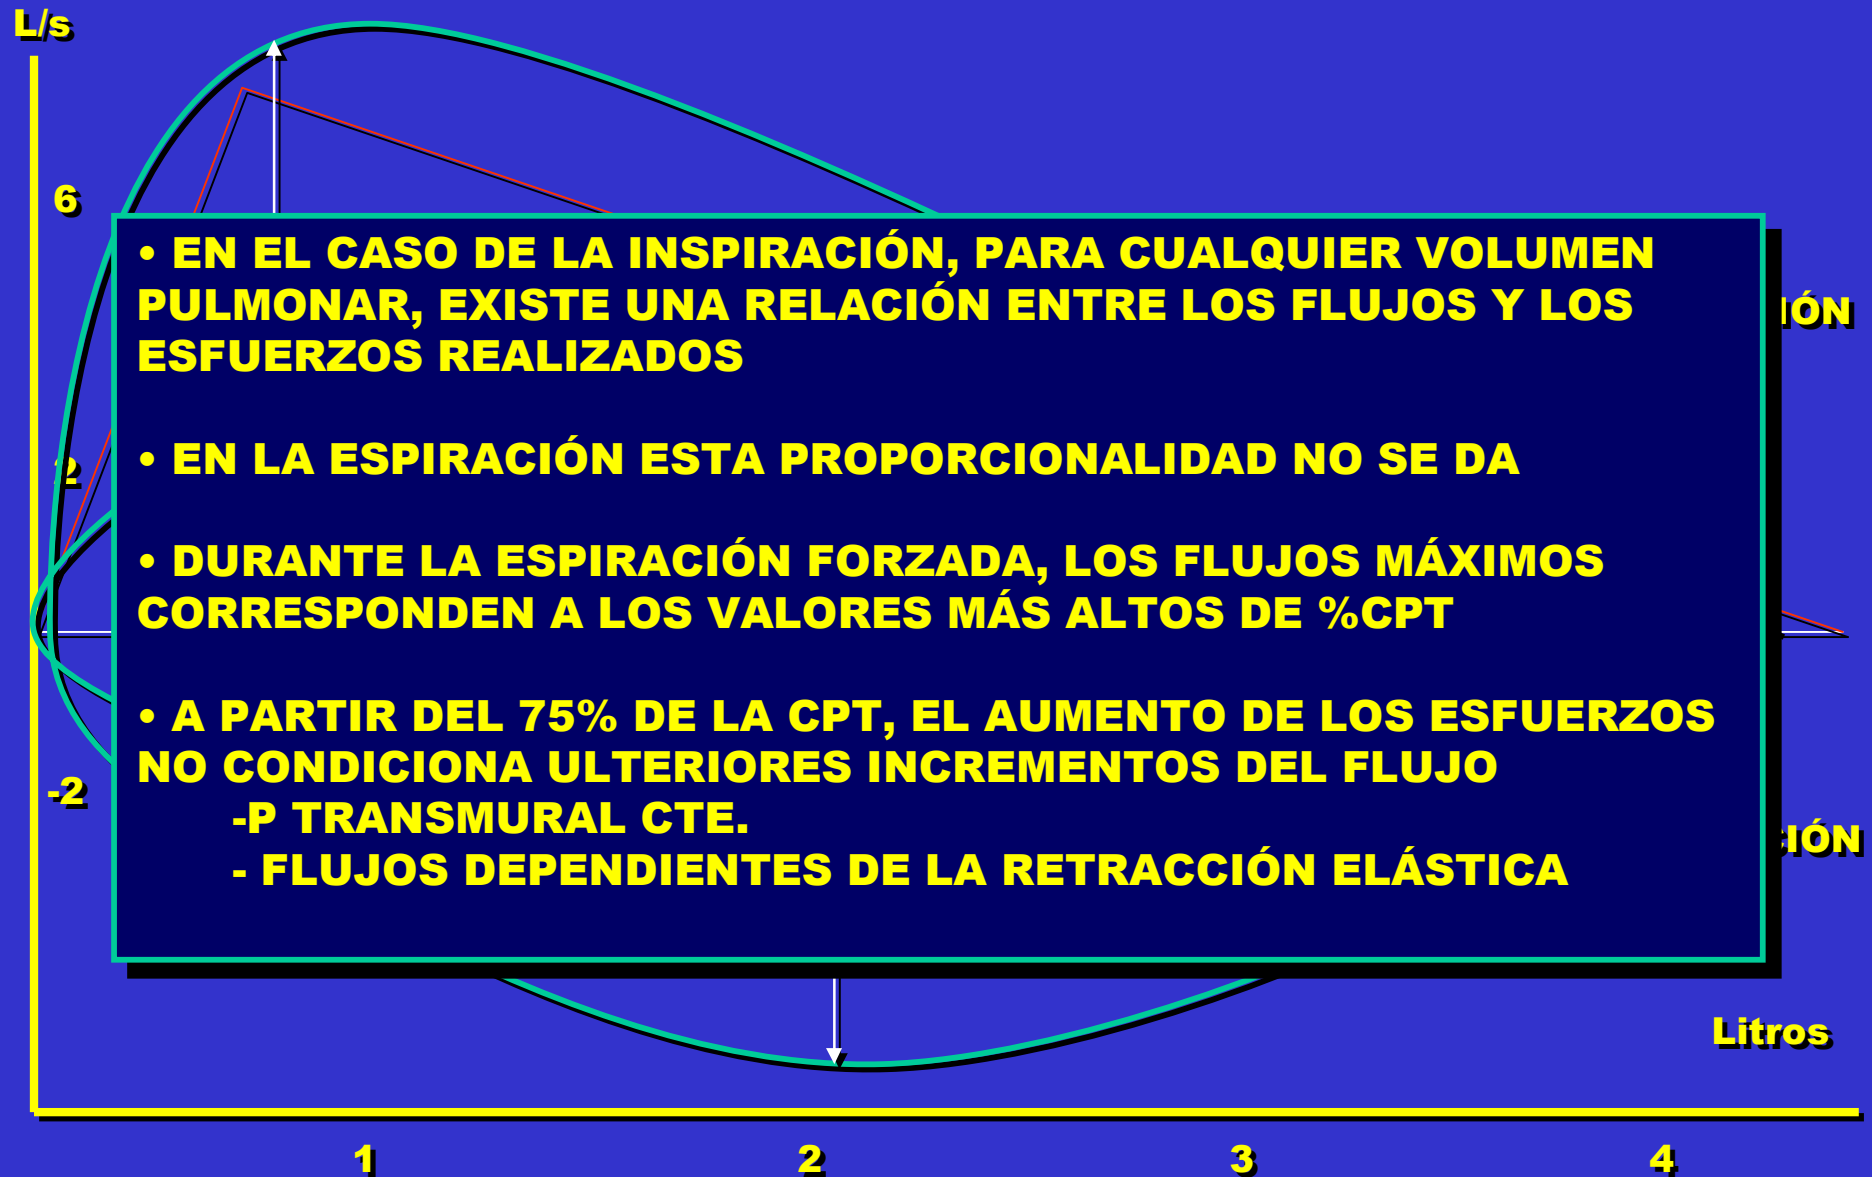 L/s
6
• EN EL CASO DE LA INSPIRACIÓN, PARA CUALQUIER VOLUMEN
PULMONAR, EXISTE UNA RELACIÓN ENTRE LOS FLUJOS Y LOS
ESFUERZOS REALIZADOS
IÓN
• EN LA ESPIRACIÓN ESTA PROPORCIONALIDAD NO SE DA
2
• DURANTE LA ESPIRACIÓN FORZADA, LOS FLUJOS MÁXIMOS
CORRESPONDEN A LOS VALORES MÁS ALTOS DE %CPT
• A PARTIR DEL 75% DE LA CPT, EL AUMENTO DE LOS ESFUERZOS
NO CONDICIONA ULTERIORES INCREMENTOS DEL FLUJO
-2
-P TRANSMURAL CTE.
- FLUJOS DEPENDIENTES DE LA RETRACCIÓN ELÁSTICA
CIÓN
Litros
1 2 3 4